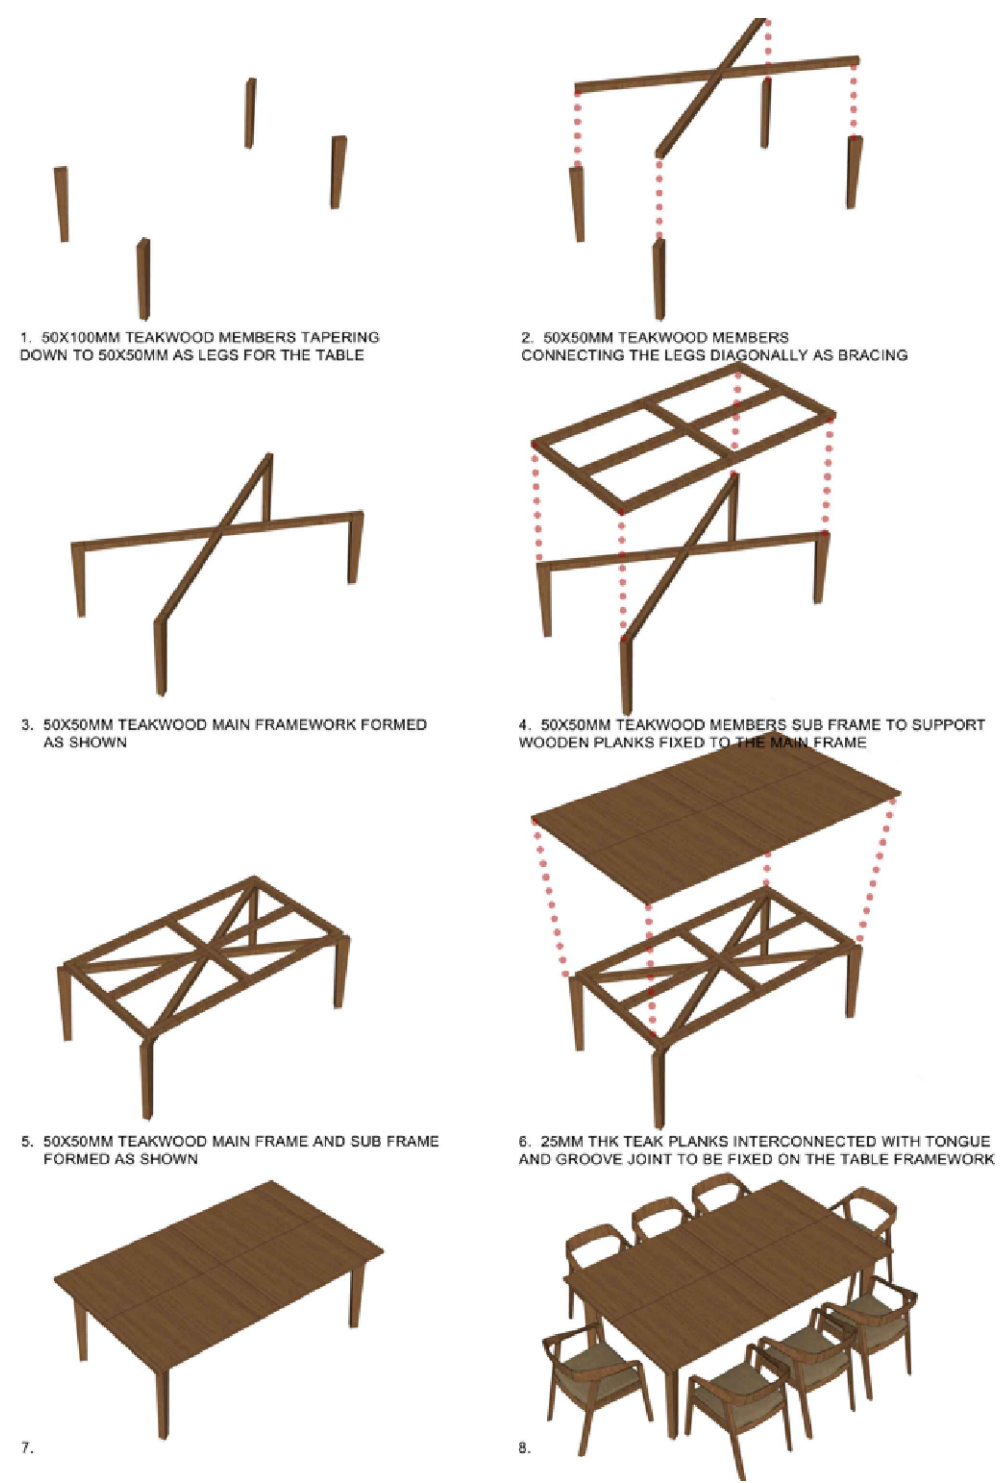 1. 50X100MM TEAKWOOD MEMBERS TAPERING
DOWN TO 50X50MM AS LEGS FOR THE TABLE
2. 50X50MM TEAKWOOD MEMBERS
CONNECTING THE LEGS DIAGONALLY AS BRACING
3. 50X50MM TEAKWOOD MAIN FRAMEWORK FORMED
AS SHOWN
4. 50X50MM TEAKWOOD MEMBERS SUB FRAME TO SUPPORT
WOODEN PLANKS FIXED TO THE MAIN FRAME
5. 50X50MM TEAKWOOD MAIN FRAME AND SUB FRAME
FORMED AS SHOWN
6. 25MM THK TEAK PLANKS INTERCONNECTED WITH TONGUE
AND GROOVE JOINT TO BE FIXED ON THE TABLE FRAMEWORK
7.
8.